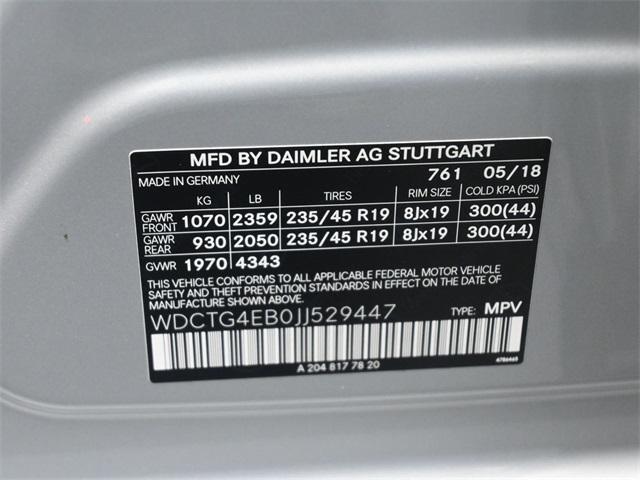 MFD BY DAIMLER AG STUTTGART
MADE IN GERMANY 761 05/18
KG LB TIRES RIM SIZE COLD KPA (PSI)
GAWR FRONT 1070 2359 235/45 R19 8Jx19 300(44)
GAWR REAR 930 2050 235/45 R19 8Jx19 300(44)
GVWR 1970 4343
THIS VEHICLE CONFORMS TO ALL APPLICABLE FEDERAL MOTOR VEHICLE
SAFETY, BUMPER, AND THEFT PREVENTION STANDARDS IN EFFECT ON THE
DATE OF MANUFACTURE SHOWN ABOVE.
WDCTG4EB0JJ529447 TYPE: MPV
A 204 817 78 20 4786465